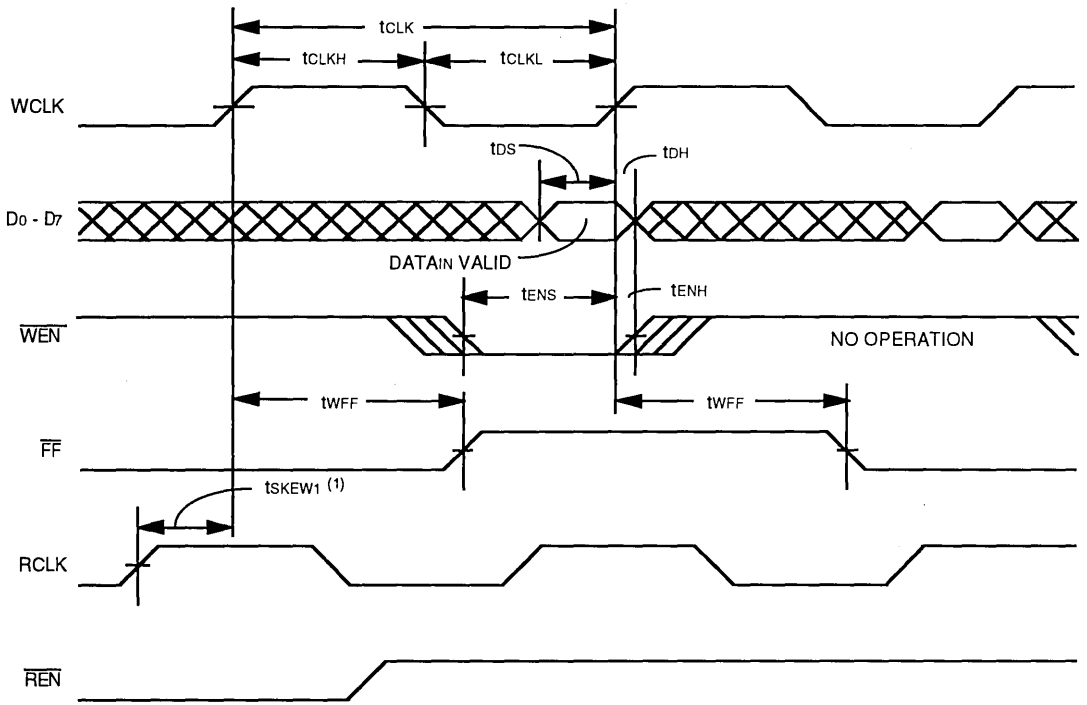 tCLK
tCLKH
tCLKL
WCLK
tDS
tDH
D0 - D7
DATAIN VALID
tENS
tENH
WEN
NO OPERATION
tWFF
tWFF
FF
tSKEW1 (1)
RCLK
REN